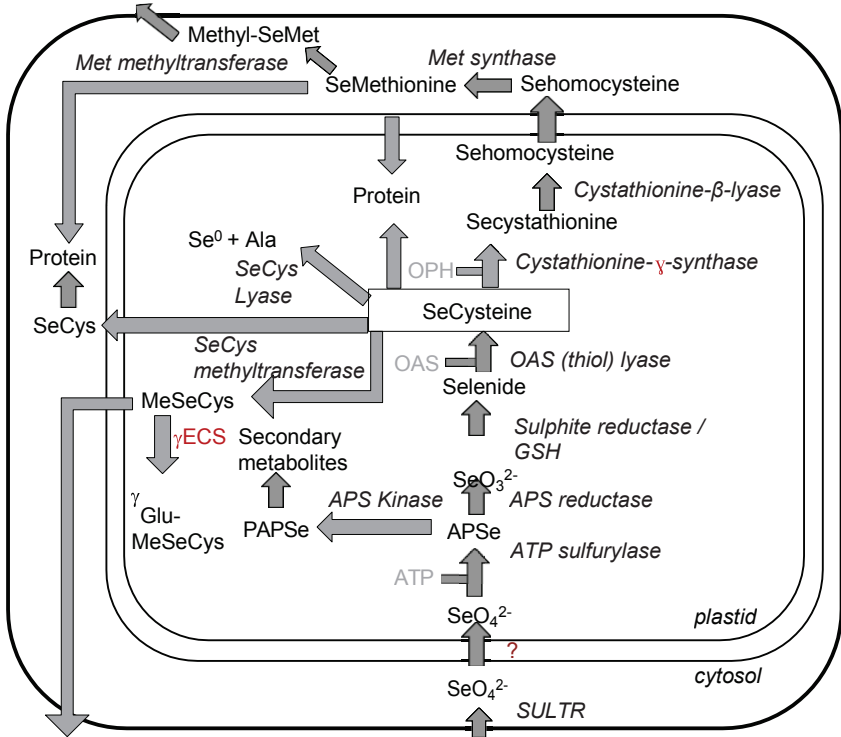 Methyl-SeMet
Met methyltransferase
Met synthase
SeMethionine
Sehomocysteine
Sehomocysteine
Protein
Cystathionine-β-lyase
Secystathionine
Se⁰ + Ala
Protein
SeCys
Lyase
OPH
Cystathionine-γ-synthase
SeCysteine
SeCys
SeCys
methyltransferase
OAS
OAS (thiol) lyase
Selenide
MeSeCys
γECS
Secondary
metabolites
Sulphite reductase /
GSH
SeO₃²⁻
γ
Glu-
MeSeCys
APS Kinase
APS reductase
PAPSe
APSe
ATP sulfurylase
ATP
SeO₄²⁻
plastid
?
cytosol
SeO₄²⁻
SULTR